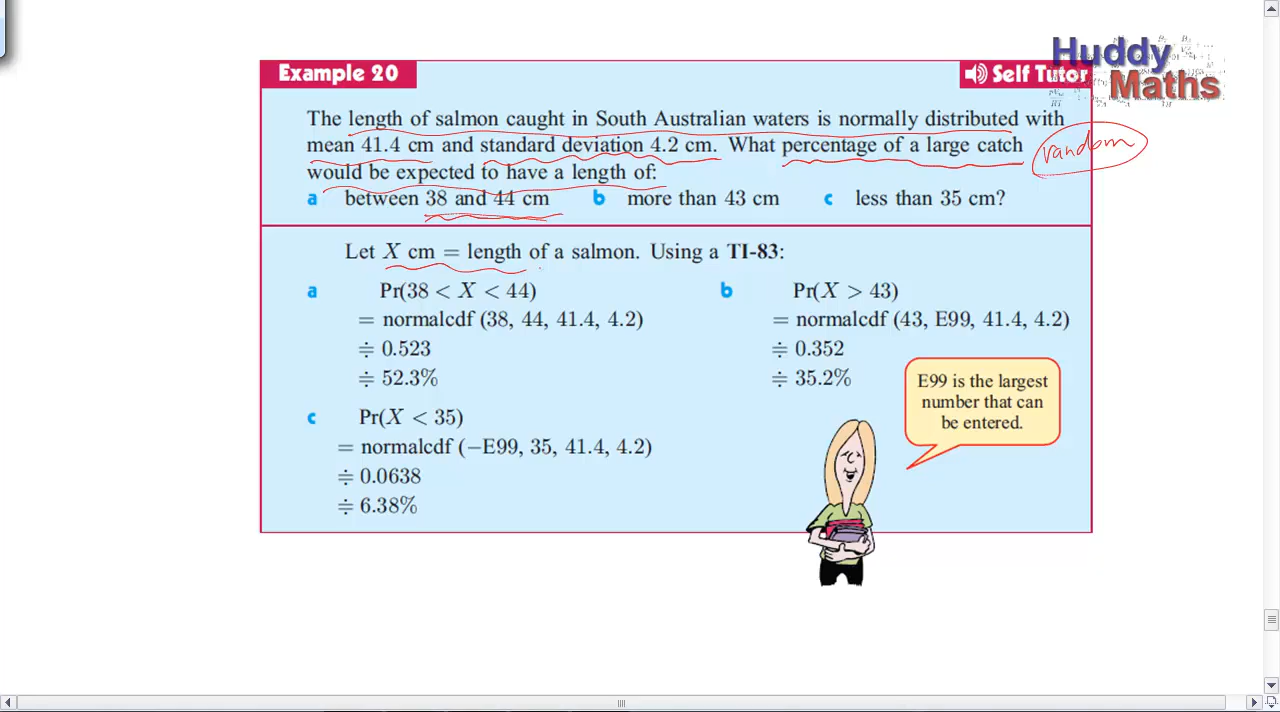 Huddy
Maths
Example 20
Self Tutor
The length of salmon caught in South Australian waters is normally distributed with
mean 41.4 cm and standard deviation 4.2 cm. What percentage of a large catch
random
would be expected to have a length of:
a between 38 and 44 cm b more than 43 cm c less than 35 cm?
Let X cm = length of a salmon. Using a TI-83:
a Pr(38 < X < 44)
= normalcdf (38, 44, 41.4, 4.2)
≑ 0.523
≑ 52.3%
b Pr(X > 43)
= normalcdf (43, E99, 41.4, 4.2)
≑ 0.352
≑ 35.2%
E99 is the largest
number that can
be entered.
c Pr(X < 35)
= normalcdf (−E99, 35, 41.4, 4.2)
≑ 0.0638
≑ 6.38%